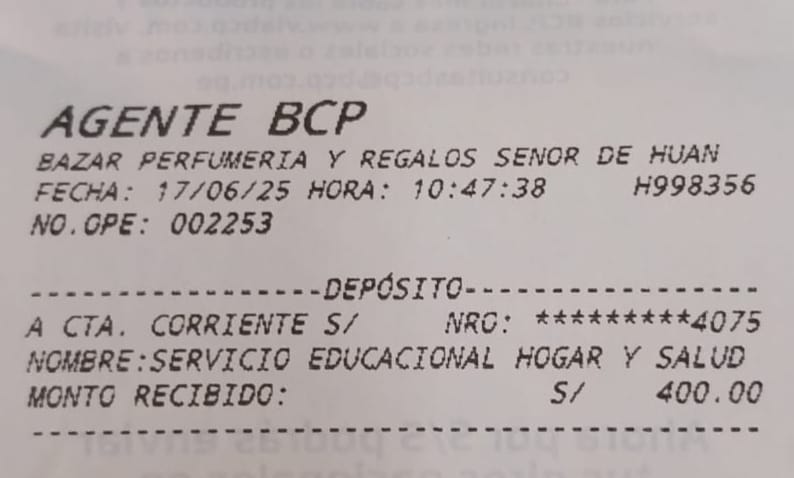 AGENTE BCP
BAZAR PERFUMERIA Y REGALOS SENOR DE HUAN
FECHA: 17/06/25 HORA: 10:47:38 H998356
NO.OPE: 002253
------------------DEPÓSITO------------------
A CTA. CORRIENTE S/ NRO: *********4075
NOMBRE:SERVICIO EDUCACIONAL HOGAR Y SALUD
MONTO RECIBIDO: S/ 400.00
--------------------------------------------